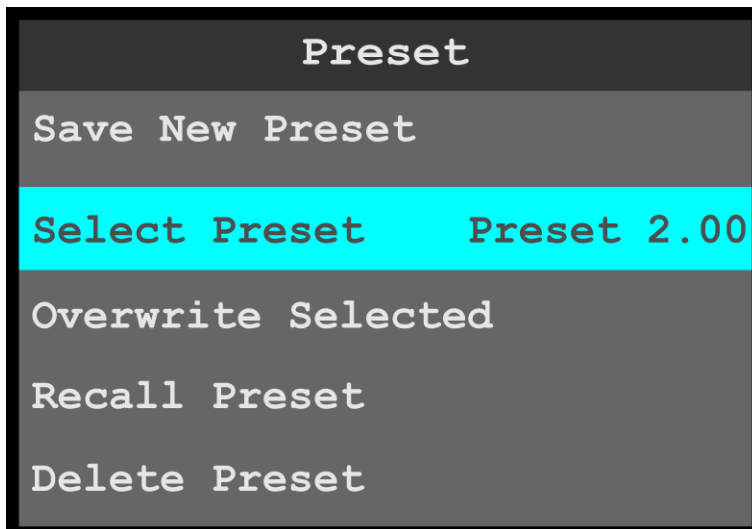 Preset
Save New Preset
Select Preset Preset 2.00
Overwrite Selected
Recall Preset
Delete Preset